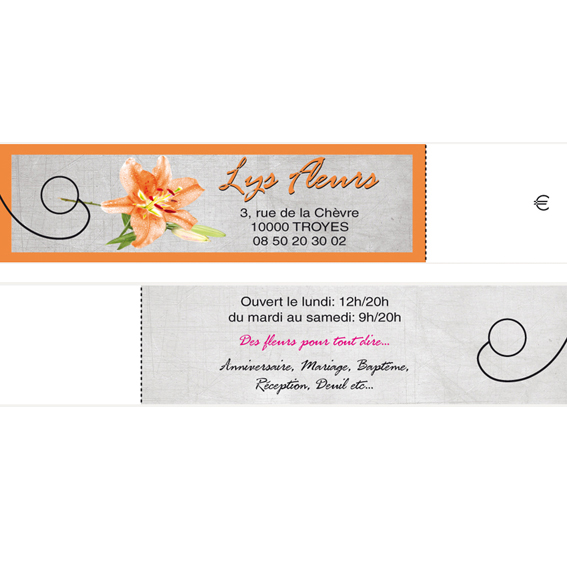 Lys fleurs
3, rue de la Chèvre
10000 TROYES
08 50 20 30 02
€
Ouvert le lundi: 12h/20h
du mardi au samedi: 9h/20h
Des fleurs pour tout dire...
Anniversaire, Mariage, Bapteme,
Réception, Deuil etc...